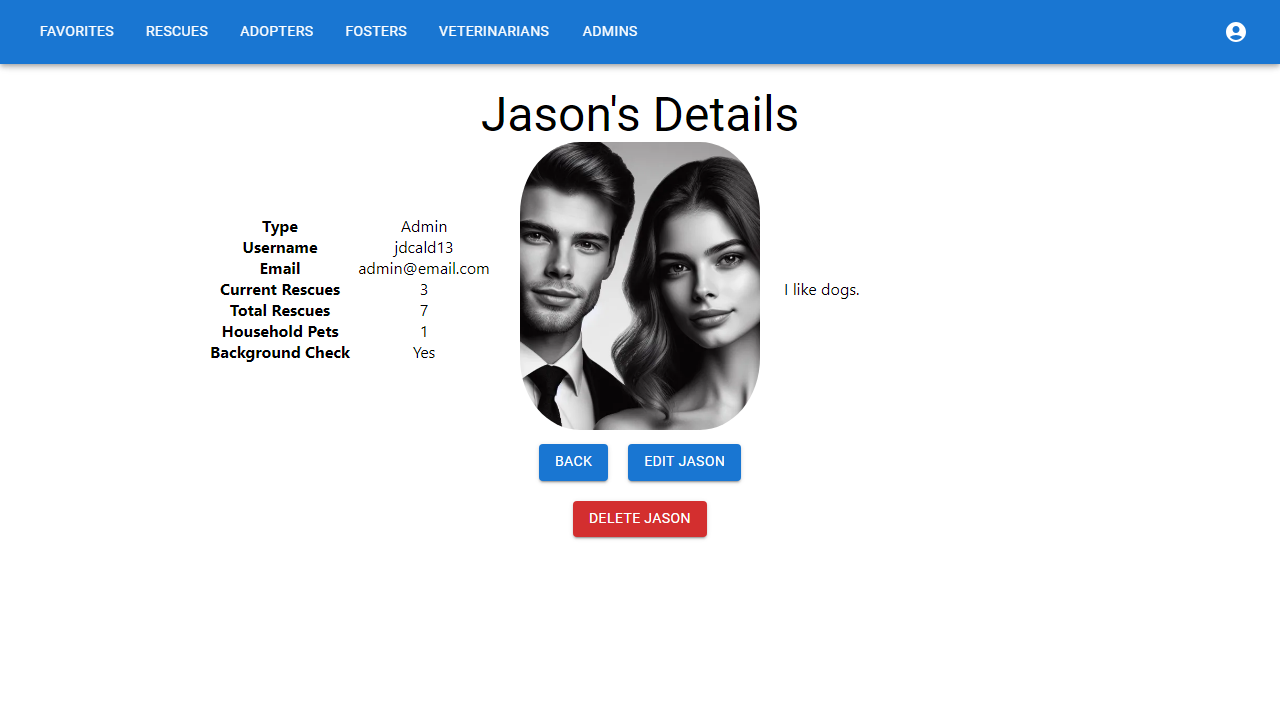 FAVORITES RESCUES ADOPTERS FOSTERS VETERINARIANS ADMINS
Jason's Details
Type Admin
Username jdcald13
Email admin@email.com
Current Rescues 3
Total Rescues 7
Household Pets 1
Background Check Yes
I like dogs.
BACK EDIT JASON
DELETE JASON